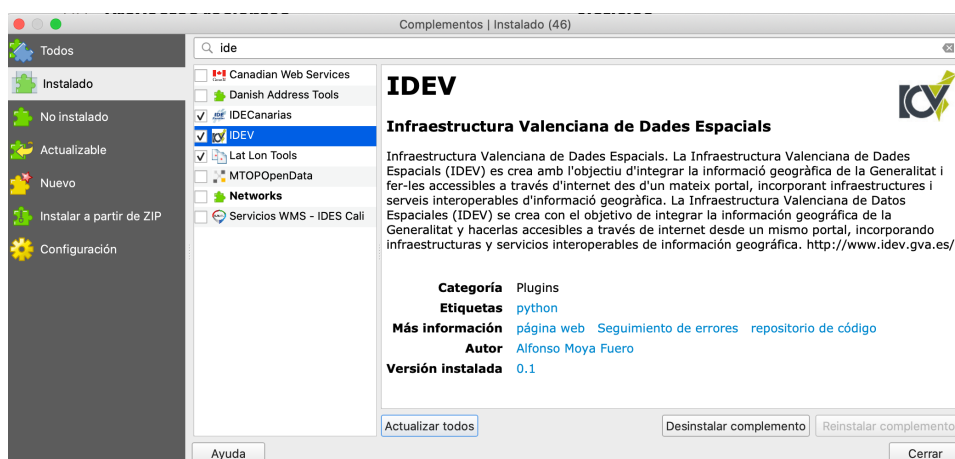 Complementos | Instalado (46)
Todos
Instalado
No instalado
Actualizable
Nuevo
Instalar a partir de ZIP
Configuración
ide
Canadian Web Services
Danish Address Tools
IDECanarias
IDEV
Lat Lon Tools
MTOPOpenData
Networks
Servicios WMS - IDES Cali
IDEV
ICV
Infraestructura Valenciana de Dades Espacials
Infraestructura Valenciana de Dades Espacials. La Infraestructura Valenciana de Dades
Espacials (IDEV) es crea amb l'objectiu d'integrar la informació geogràfica de la Generalitat i
fer-les accessibles a través d'internet des d'un mateix portal, incorporant infraestructures i
serveis interoperables d'informació geogràfica. La Infraestructura Valenciana de Datos
Espaciales (IDEV) se crea con el objetivo de integrar la información geográfica de la
Generalitat y hacerlas accesibles a través de internet desde un mismo portal, incorporando
infraestructuras y servicios interoperables de información geográfica. http://www.idev.gva.es/
Categoría Plugins
Etiquetas python
Más información página web Seguimiento de errores repositorio de código
Autor Alfonso Moya Fuero
Versión instalada 0.1
Actualizar todos
Desinstalar complemento
Reinstalar complemento
Ayuda
Cerrar